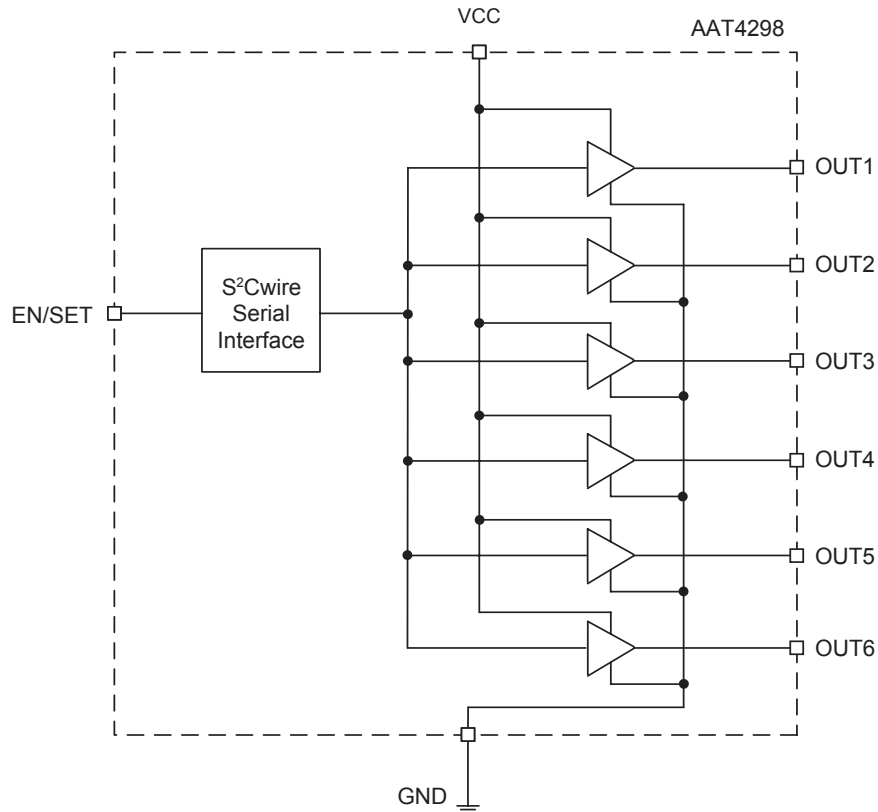 VCC
AAT4298
OUT1
OUT2
EN/SET
S²Cwire
Serial
Interface
OUT3
OUT4
OUT5
OUT6
GND